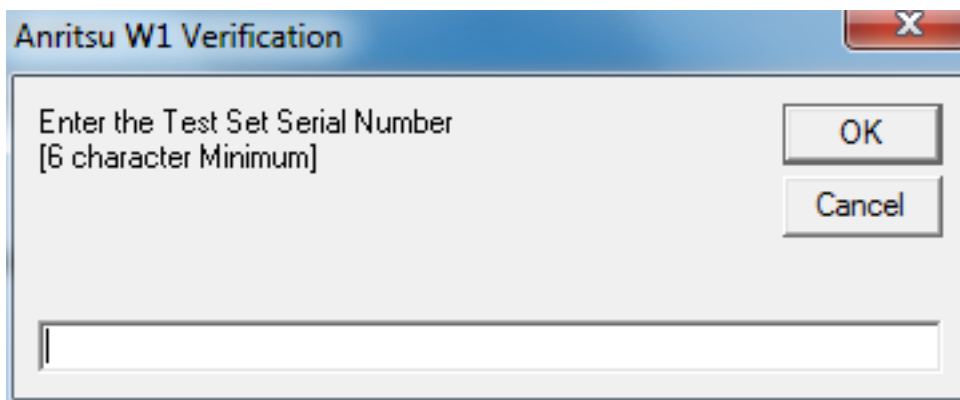 Anritsu W1 Verification
X
Enter the Test Set Serial Number
[6 character Minimum]
OK
Cancel